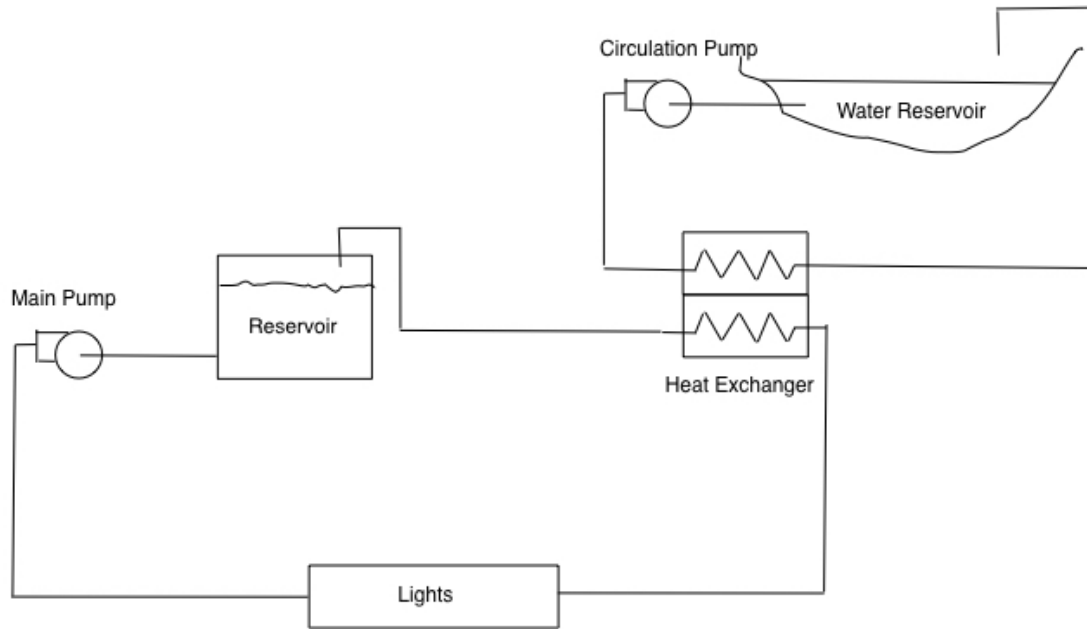 Circulation Pump
Water Reservoir
Main Pump
Reservoir
Heat Exchanger
Lights